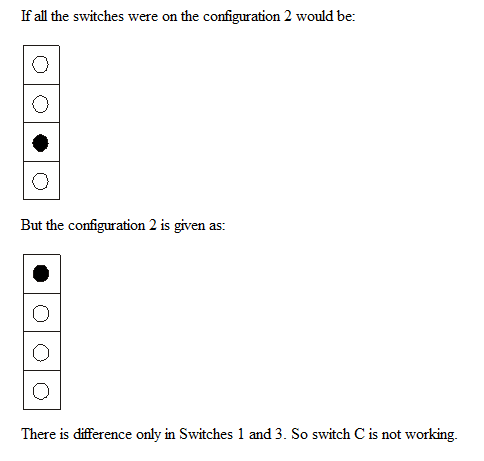 If all the switches were on the configuration 2 would be:
But the configuration 2 is given as:
There is difference only in Switches 1 and 3. So switch C is not working.